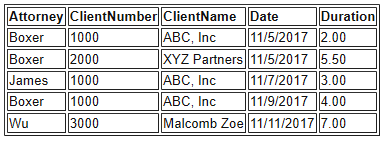 Attorney ClientNumber ClientName Date Duration
Boxer 1000 ABC, Inc 11/5/2017 2.00
Boxer 2000 XYZ Partners 11/5/2017 5.50
James 1000 ABC, Inc 11/7/2017 3.00
Boxer 1000 ABC, Inc 11/9/2017 4.00
Wu 3000 Malcomb Zoe 11/11/2017 7.00